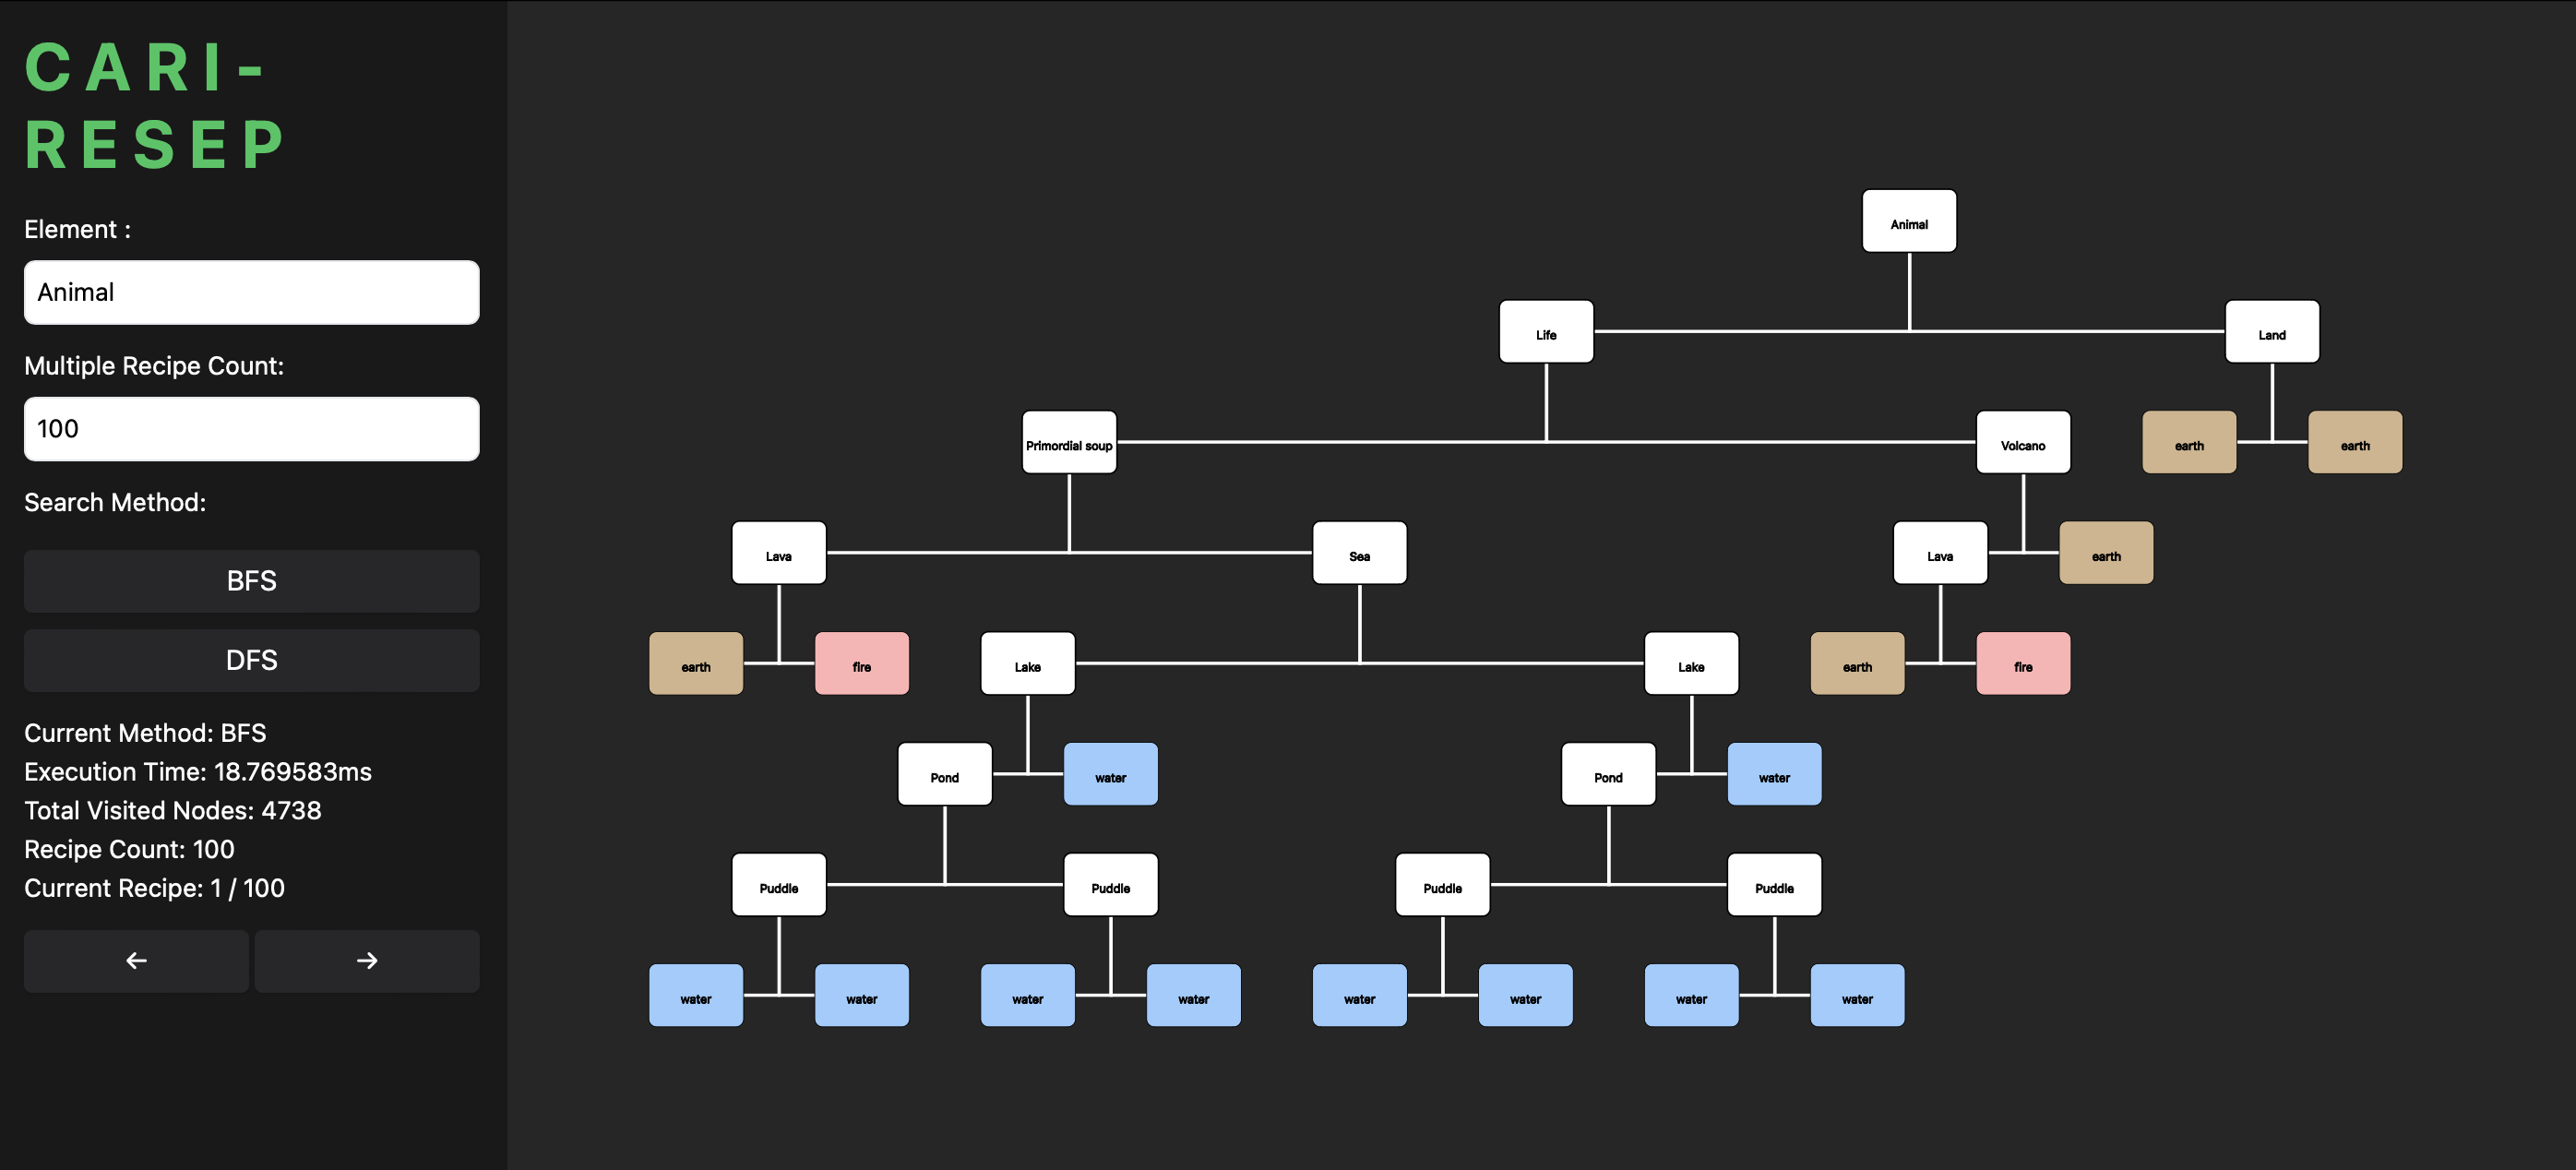 CARI-
RESEP
Element :
Animal
Multiple Recipe Count:
100
Search Method:
BFS
DFS
Current Method: BFS
Execution Time: 18.769583ms
Total Visited Nodes: 4738
Recipe Count: 100
Current Recipe: 1 / 100
← →
Animal
Life Land
Primordial soup Volcano earth earth
Lava Sea Lava earth
earth fire Lake Lake earth fire
Pond water Pond water
Puddle Puddle Puddle Puddle
water water water water water water water water